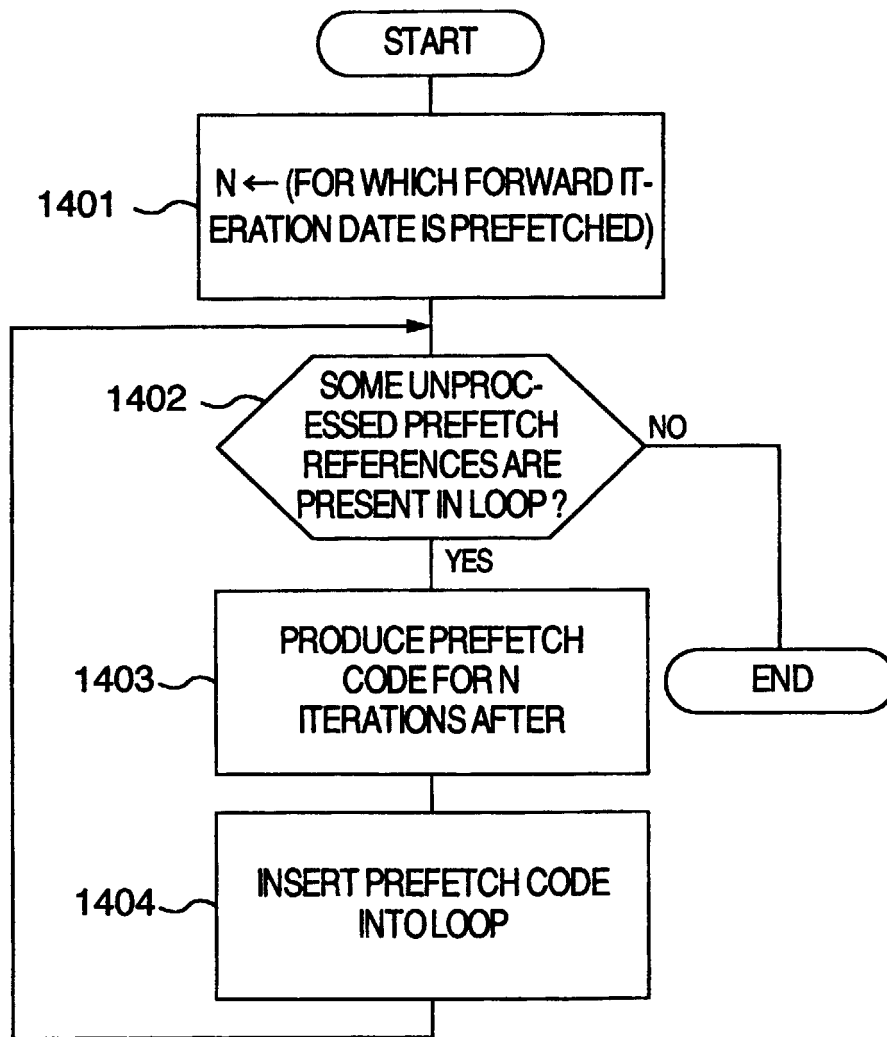 START
1401
N ← (FOR WHICH FORWARD IT-
ERATION DATE IS PREFETCHED)
1402
SOME UNPROC-
ESSED PREFETCH
REFERENCES ARE
PRESENT IN LOOP ?
NO
YES
1403
PRODUCE PREFETCH
CODE FOR N
ITERATIONS AFTER
END
1404
INSERT PREFETCH CODE
INTO LOOP